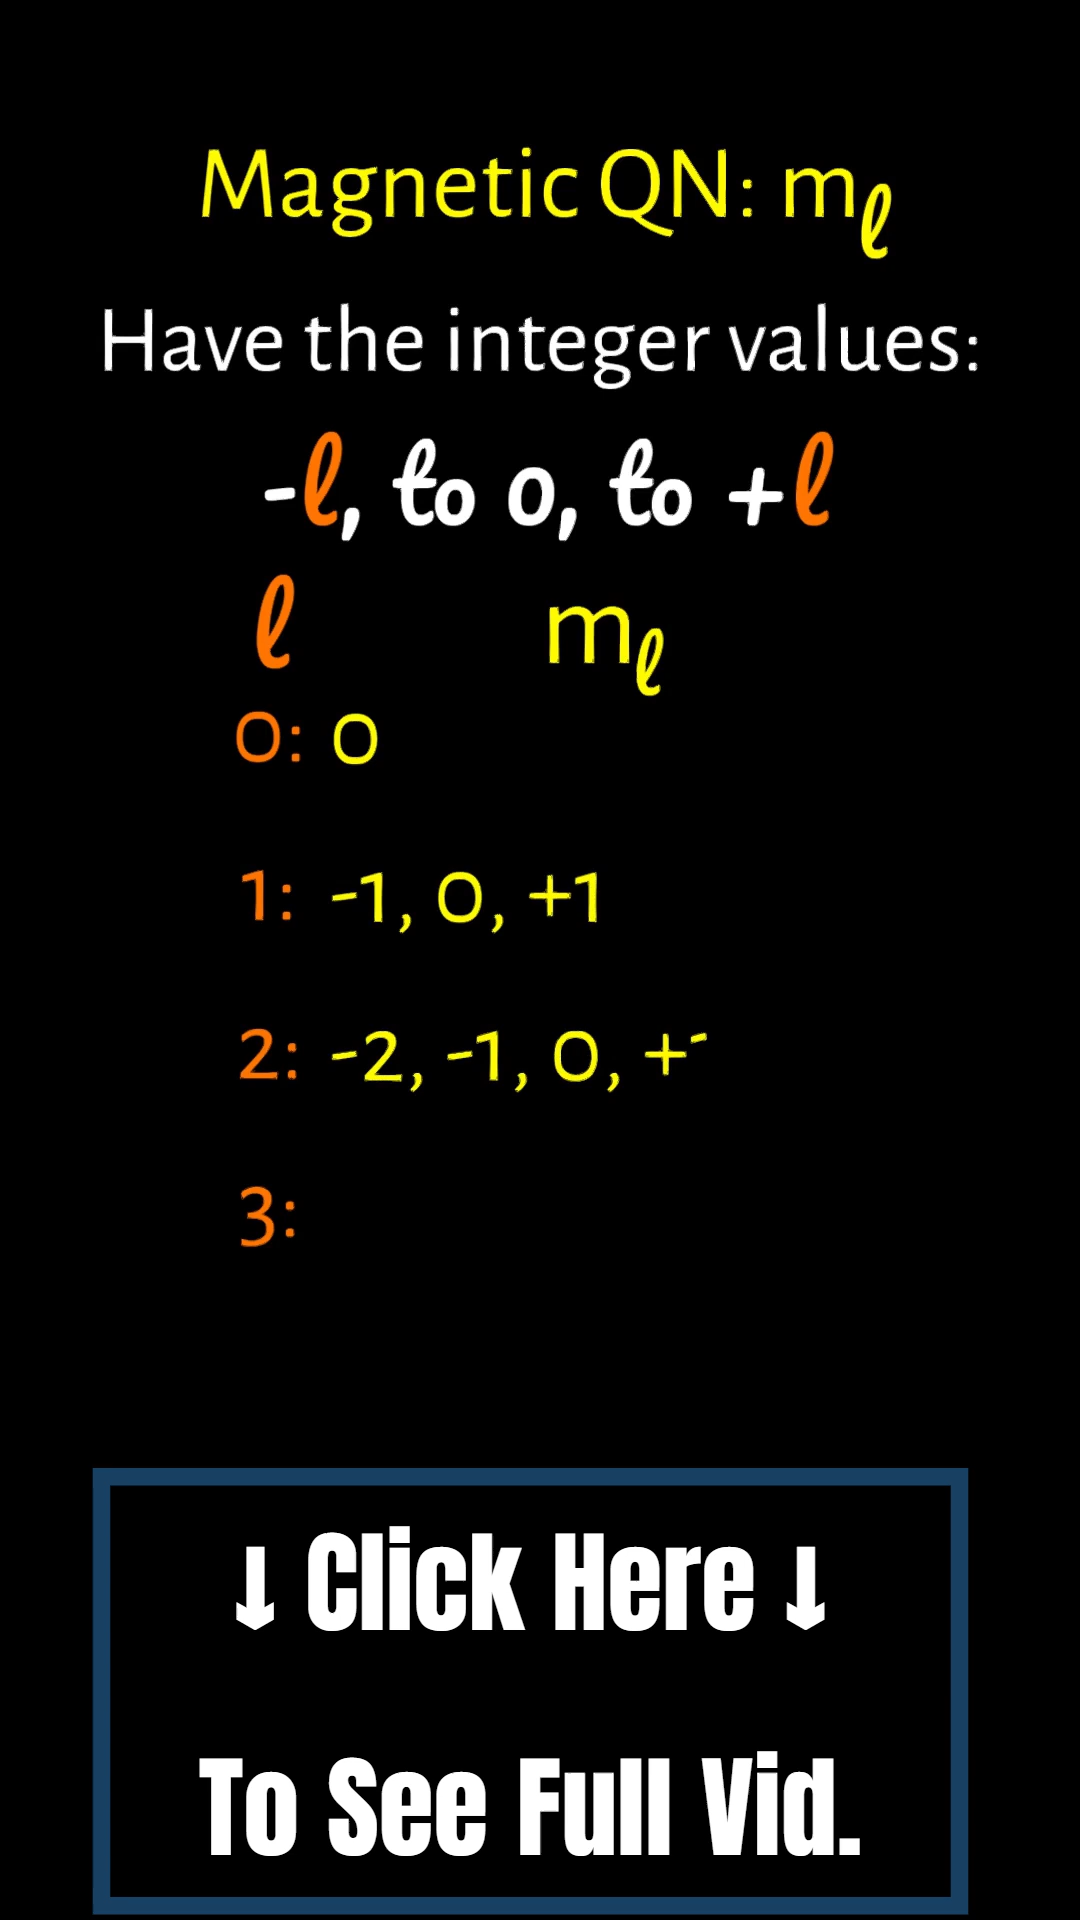 Magnetic QN: mℓ
Have the integer values:
-ℓ, to 0, to +ℓ
ℓ mℓ
0: 0
1: -1, 0, +1
2: -2, -1, 0, +
3:
↓ Click Here ↓
To See Full Vid.